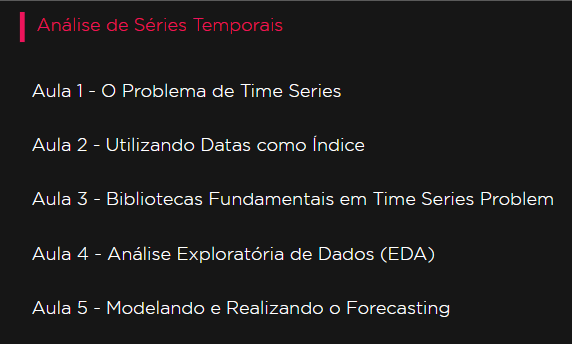 Análise de Séries Temporais
Aula 1 - O Problema de Time Series
Aula 2 - Utilizando Datas como Índice
Aula 3 - Bibliotecas Fundamentais em Time Series Problem
Aula 4 - Análise Exploratória de Dados (EDA)
Aula 5 - Modelando e Realizando o Forecasting